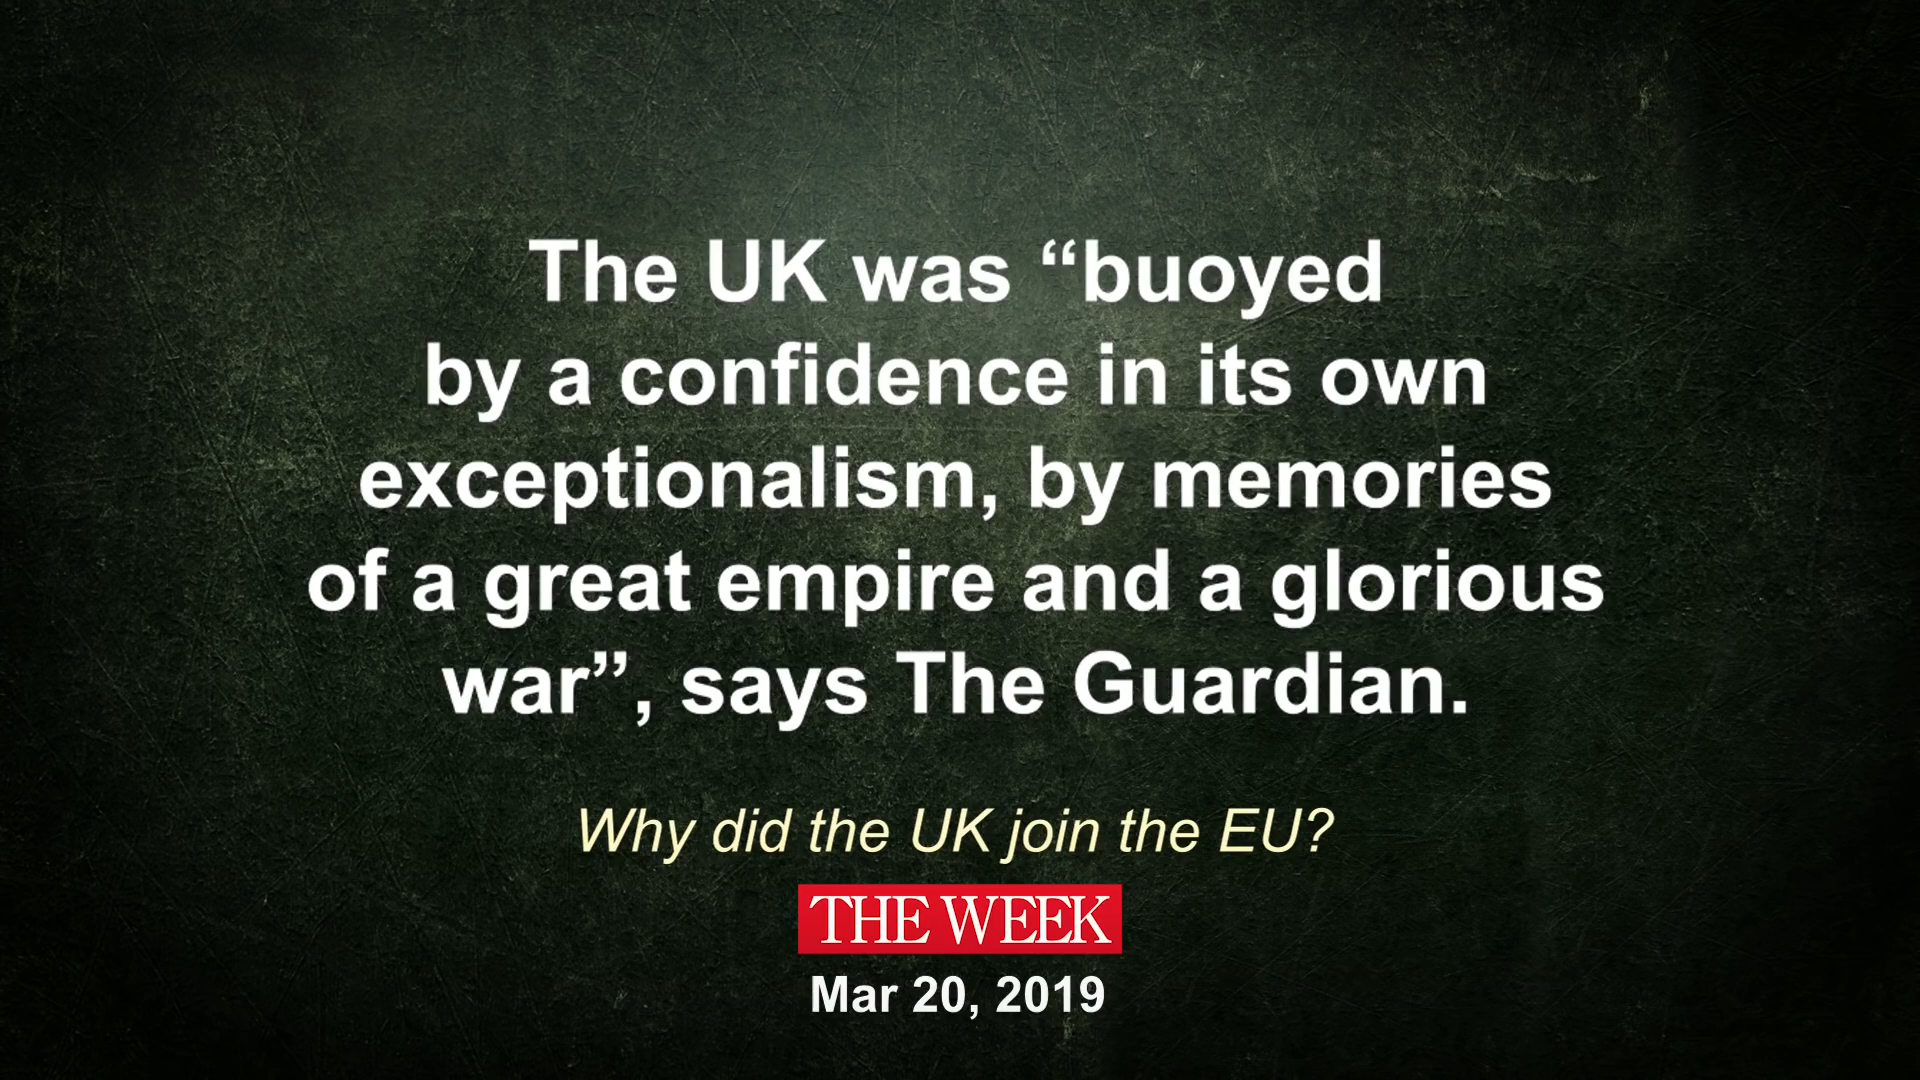 The UK was “buoyed
by a confidence in its own
exceptionalism, by memories
of a great empire and a glorious
war”, says The Guardian.
Why did the UK join the EU?
THE WEEK
Mar 20, 2019